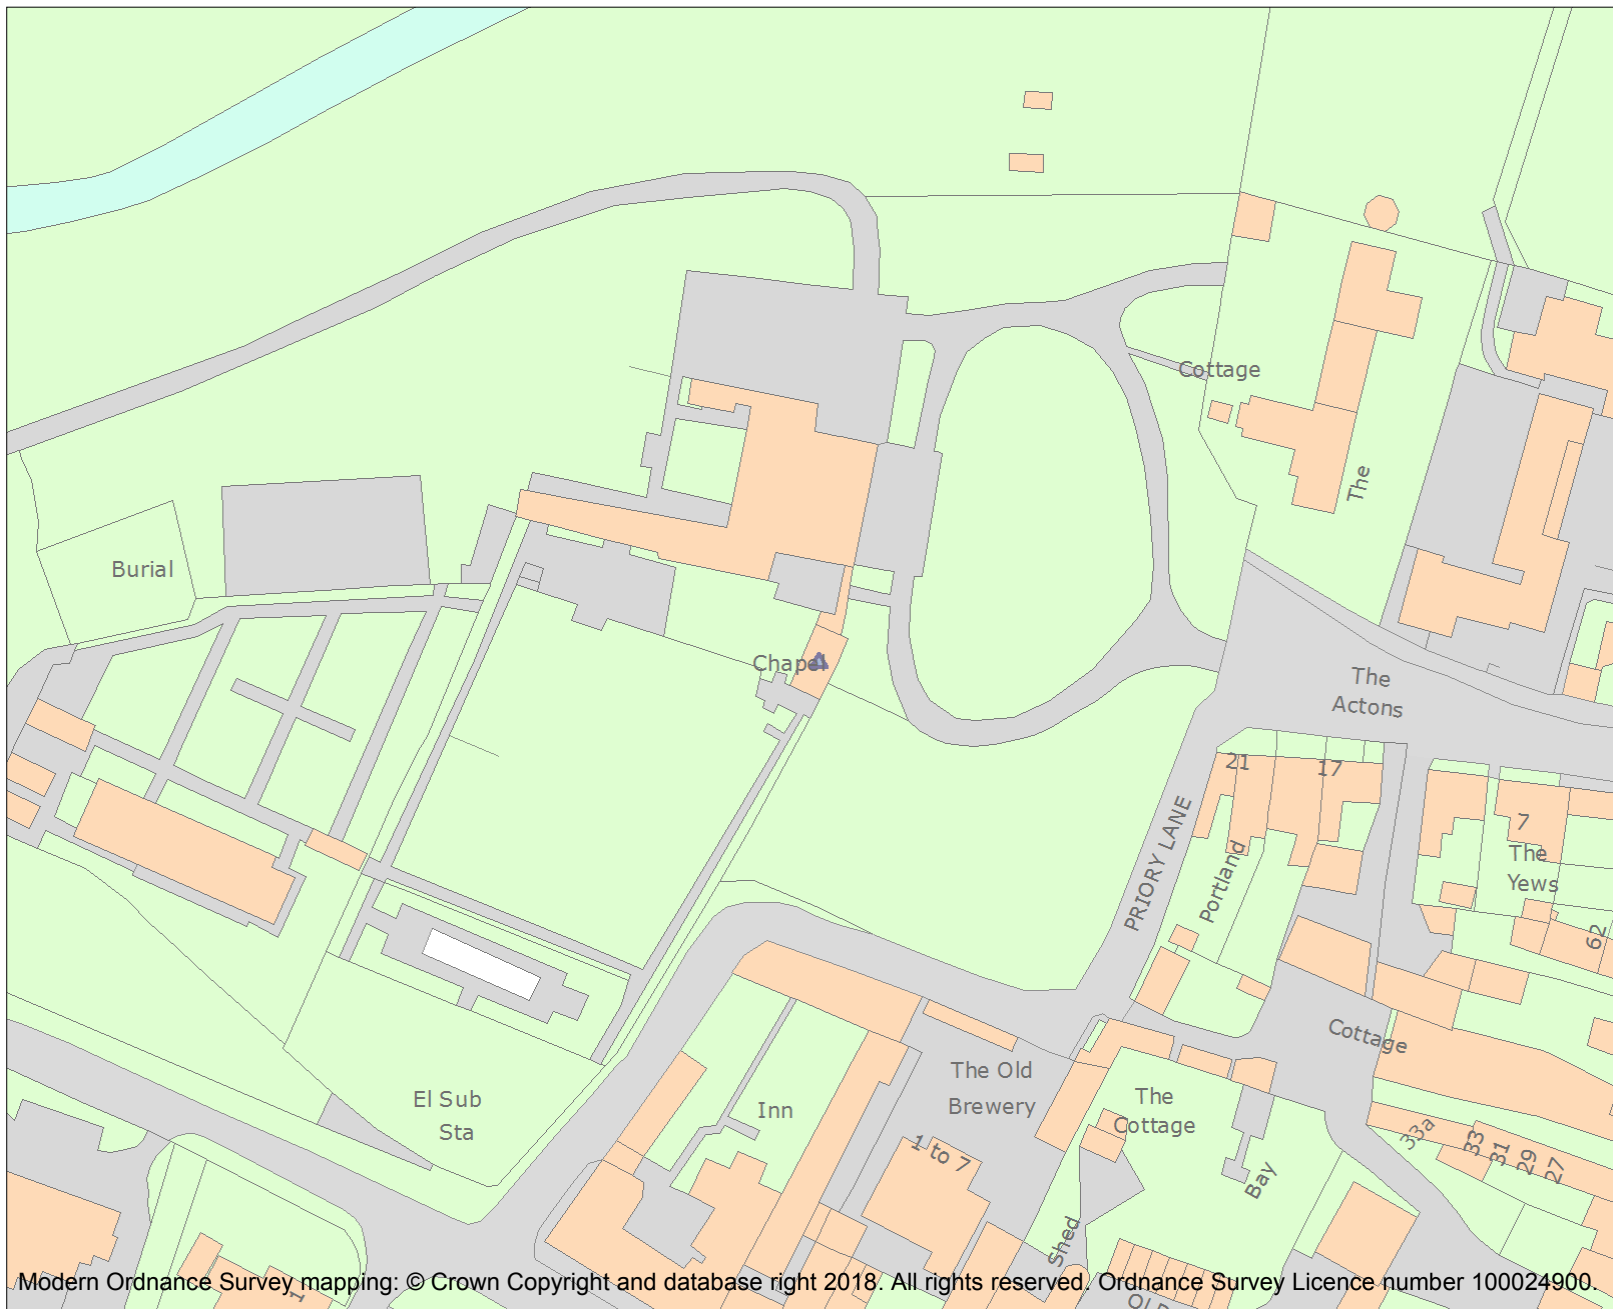 Cottage
The
Burial
Chapel
The
Actons
21
17
PRIORY LANE
Portland
7
The
Yews
62
Cottage
El Sub
Sta
Inn
The Old
Brewery
The
Cottage
1 to 7
33a
33
31
29
27
Bay
Shed
1
Modern Ordnance Survey mapping: © Crown Copyright and database right 2018. All rights reserved. Ordnance Survey Licence number 100024900.